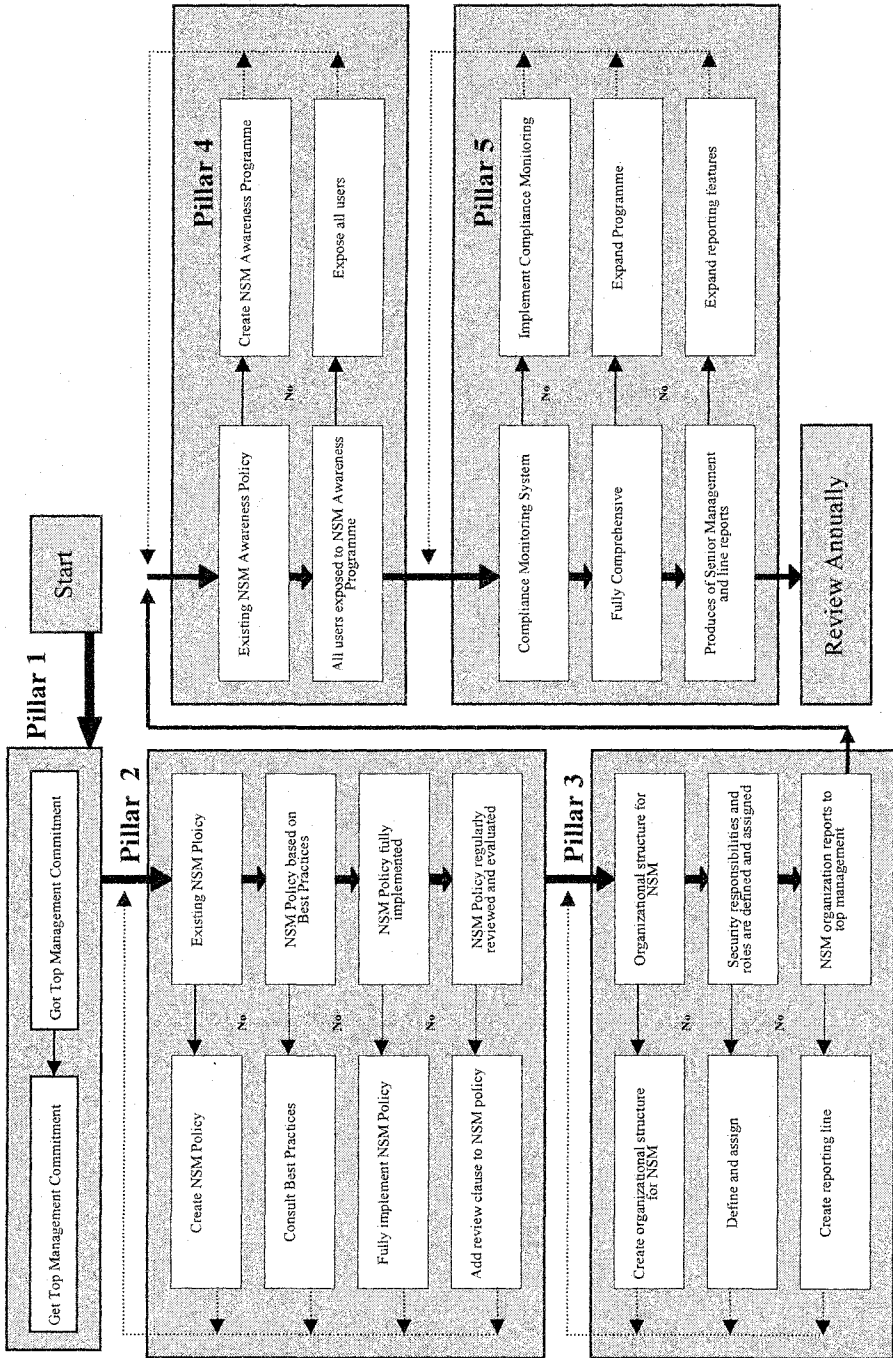 Start
Pillar 1
Got Top Management Commitment
Get Top Management Commitment
Pillar 2
Existing NSM Ploicy
No
Create NSM Policy
NSM Policy based on
Best Practices
No
Consult Best Practices
NSM Policy fully
implemented
No
Fully implement NSM Policy
NSM Policy regularly
reviewed and evaluated
Add review clause to NSM policy
Pillar 3
Organizational structure for
NSM
No
Create organizational structure
for NSM
Security responsibilities and
roles are defined and assigned
No
Define and assign
NSM organization reports to
top management
Create reporting line
Pillar 4
Existing NSM Awareness Policy
No
Create NSM Awareness Programme
All users exposed to NSM Awareness
Programme
Expose all users
Pillar 5
Compliance Monitoring System
No
Implement Compliance Monitoring
Fully Comprehensive
No
Expand Programme
Produces of Senior Management
and line reports
Expand reporting features
Review Annually